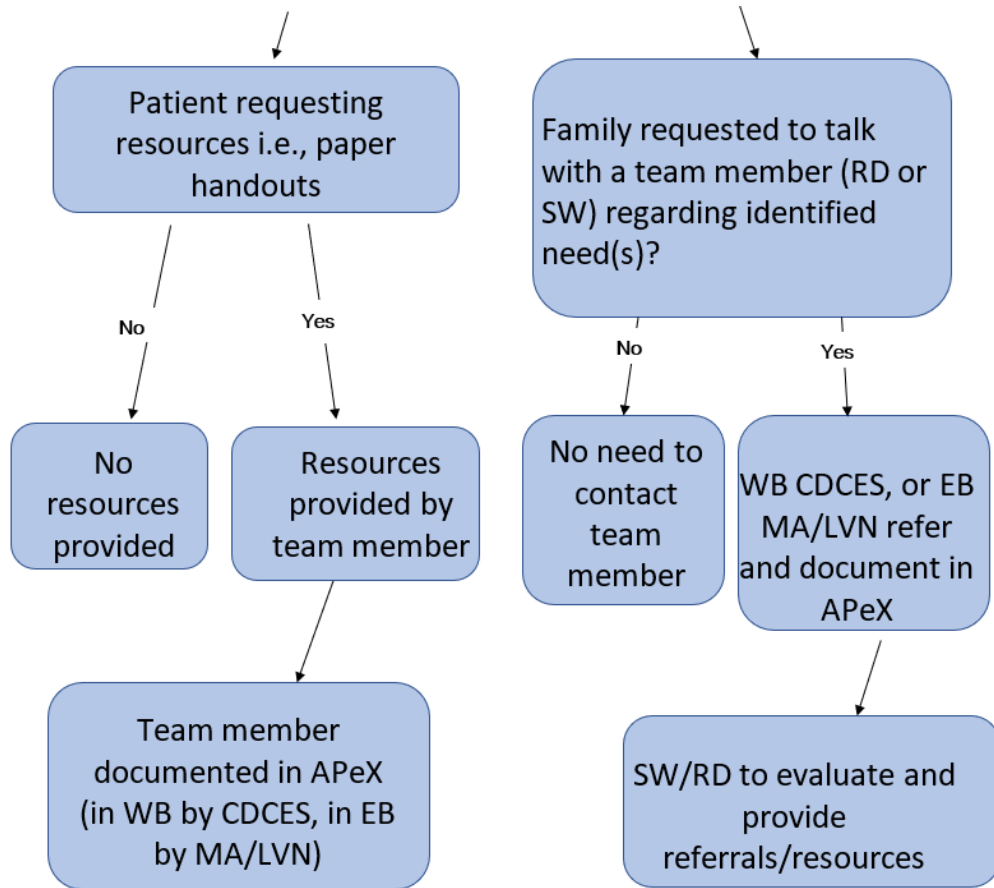 Patient requesting
resources i.e., paper
handouts
No
Yes
No
resources
provided
Resources
provided by
team member
Team member
documented in APeX
(in WB by CDCES, in EB
by MA/LVN)
Family requested to talk
with a team member (RD or
SW) regarding identified
need(s)?
No
Yes
No need to
contact
team
member
WB CDCES, or EB
MA/LVN refer
and document in
APeX
SW/RD to evaluate and
provide
referrals/resources